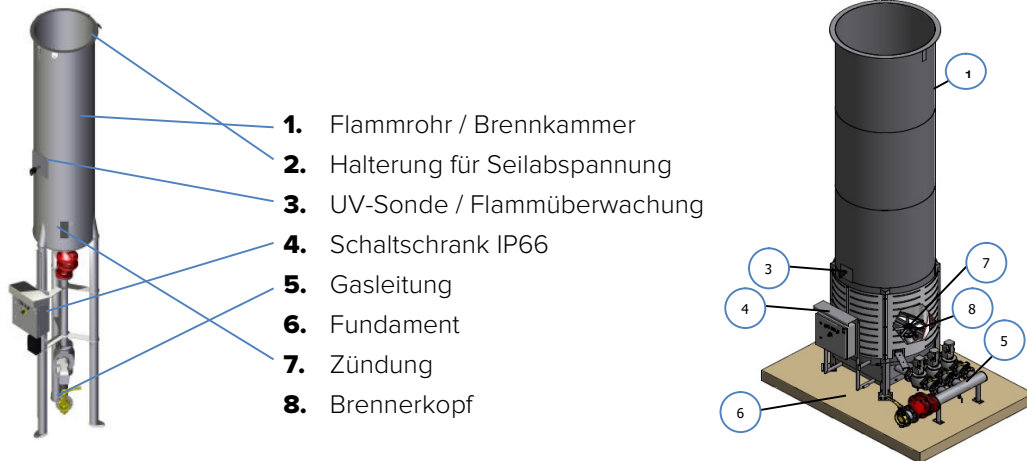 1. Flammrohr / Brennkammer
2. Halterung für Seilabspannung
3. UV-Sonde / Flammüberwachung
4. Schaltschrank IP66
5. Gasleitung
6. Fundament
7. Zündung
8. Brennerkopf
1
3
7
4
8
5
6